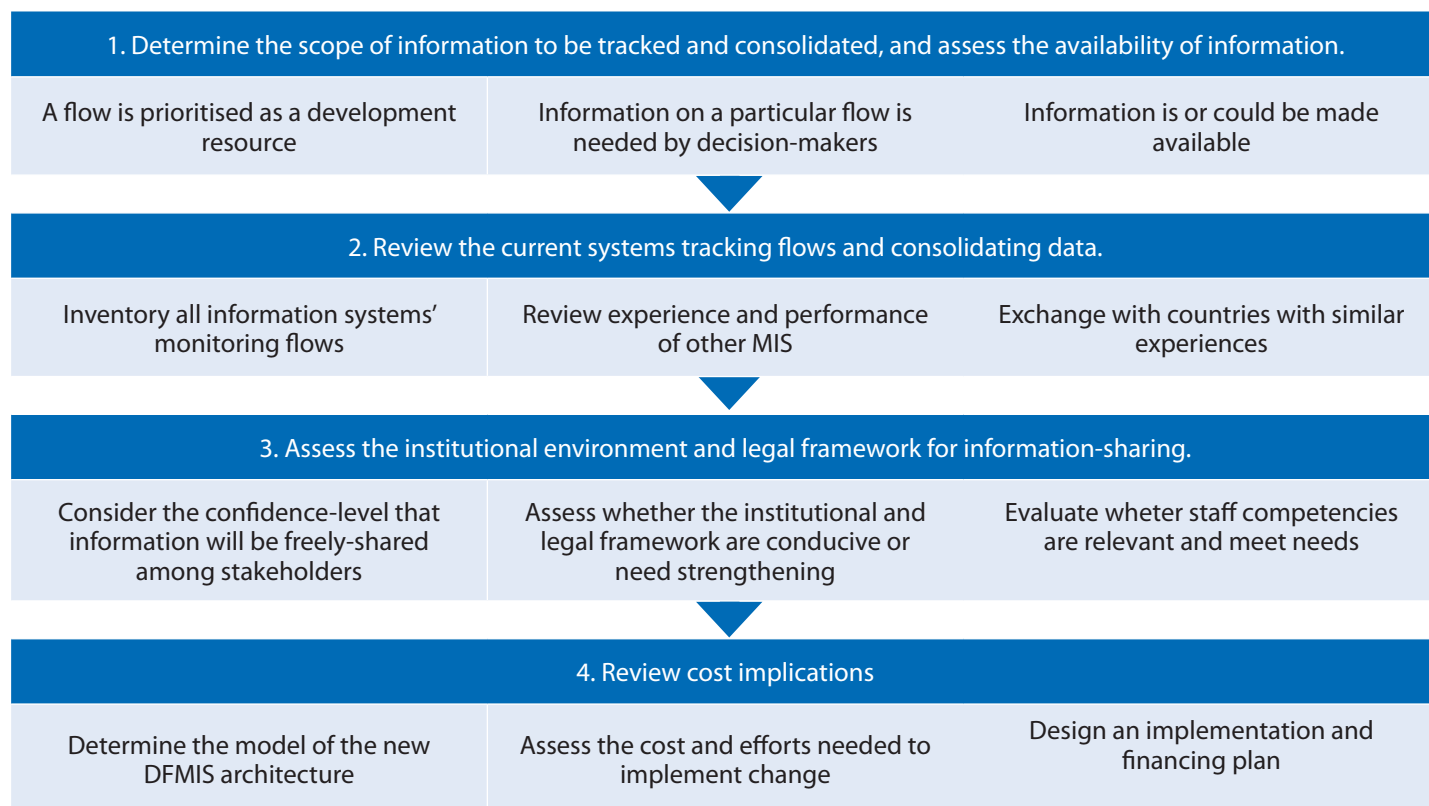 1. Determine the scope of information to be tracked and consolidated, and assess the availability of information.
A flow is prioritised as a development
resource
Information on a particular flow is
needed by decision-makers
Information is or could be made
available
2. Review the current systems tracking flows and consolidating data.
Inventory all information systems’
monitoring flows
Review experience and performance
of other MIS
Exchange with countries with similar
experiences
3. Assess the institutional environment and legal framework for information-sharing.
Consider the confidence-level that
information will be freely-shared
among stakeholders
Assess whether the institutional and
legal framework are conducive or
need strengthening
Evaluate wheter staff competencies
are relevant and meet needs
4. Review cost implications
Determine the model of the new
DFMIS architecture
Assess the cost and efforts needed to
implement change
Design an implementation and
financing plan